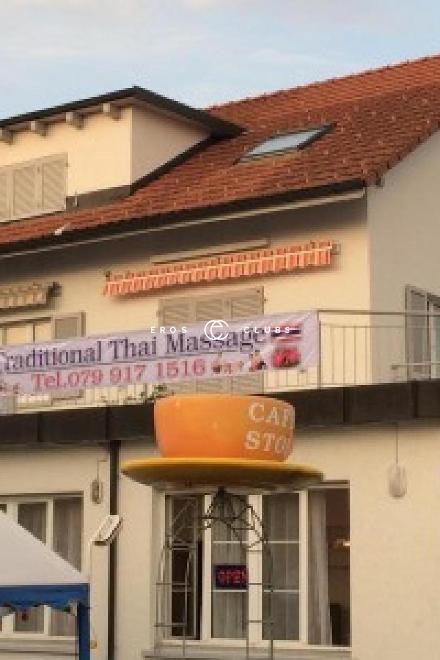 EROS CLUBS
Traditional Thai Massage
Tel.079 917 1516
OPEN